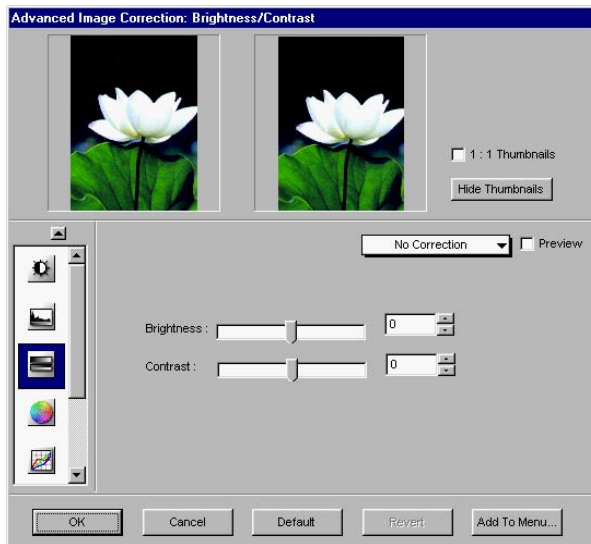 Advanced Image Correction: Brightness/Contrast
1 : 1 Thumbnails
Hide Thumbnails
No Correction
Preview
Brightness :
0
Contrast :
0
OK
Cancel
Default
Revert
Add To Menu...